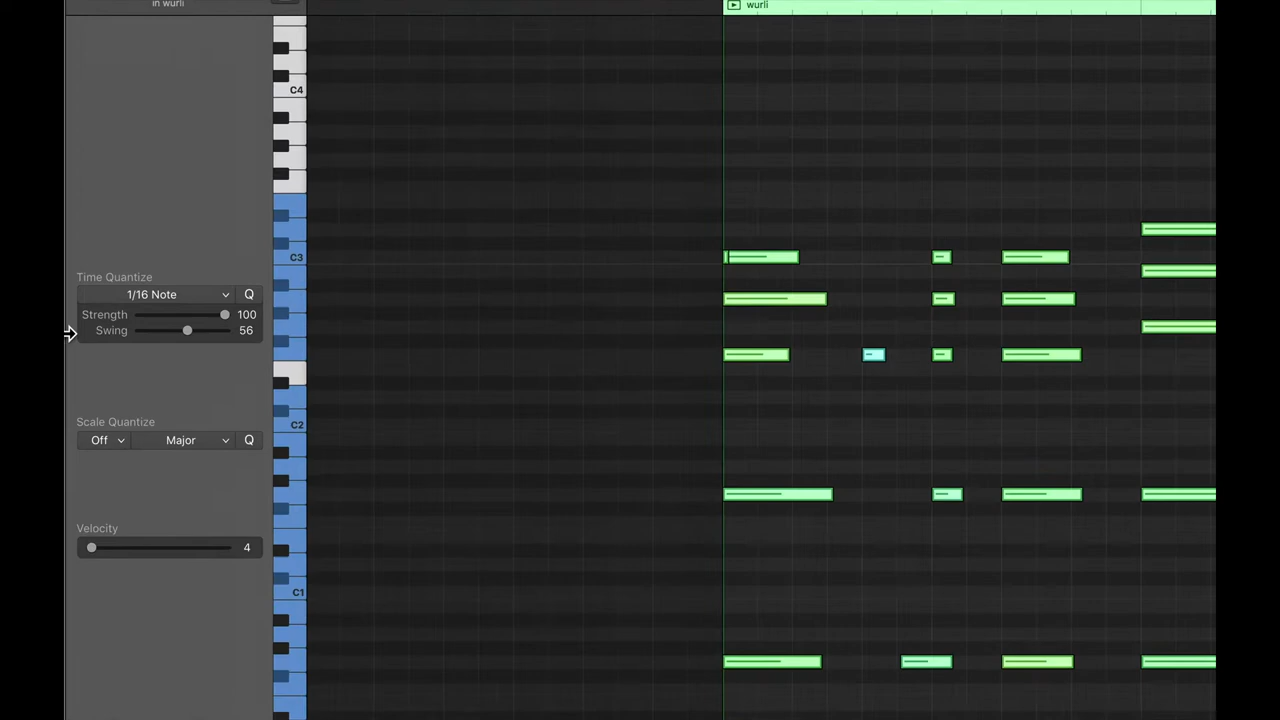 in wurli
wurli
C4
C3
Time Quantize
1/16 Note
Q
Strength 100
Swing 56
Scale Quantize
Off
Major
Q
C2
Velocity
4
C1